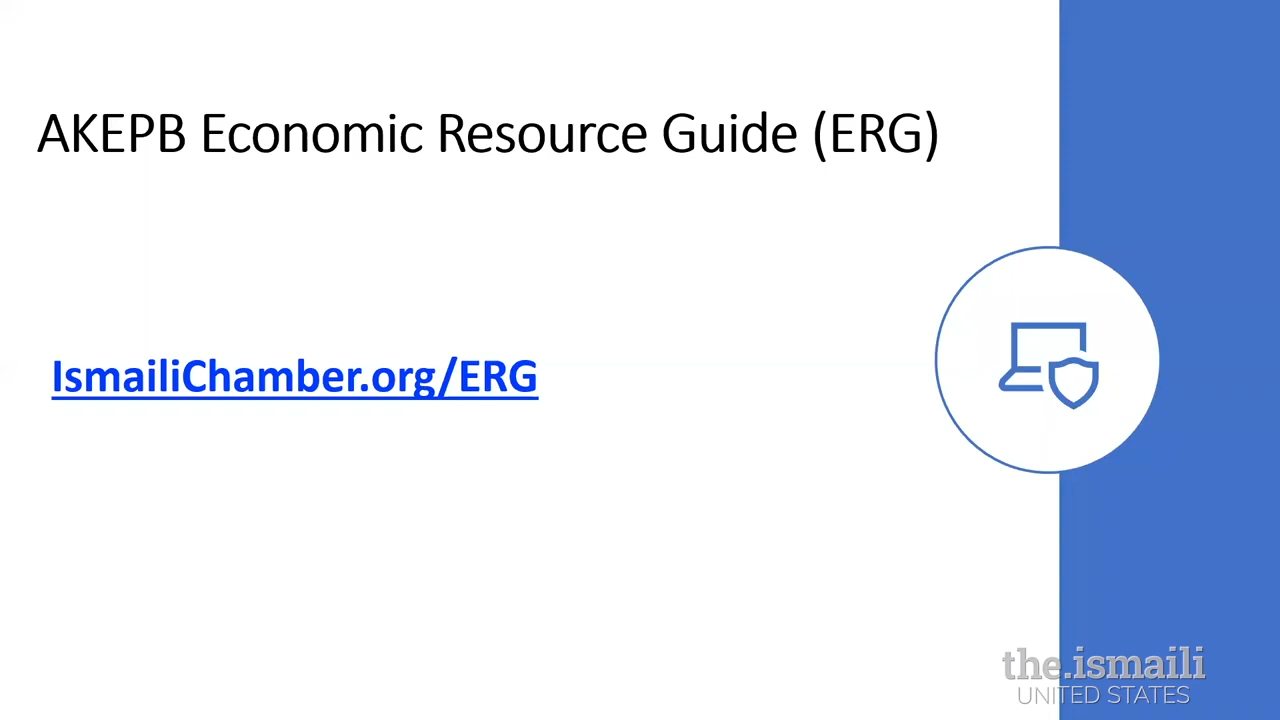 AKEPB Economic Resource Guide (ERG)
IsmailiChamber.org/ERG
the.ismaili
UNITED STATES